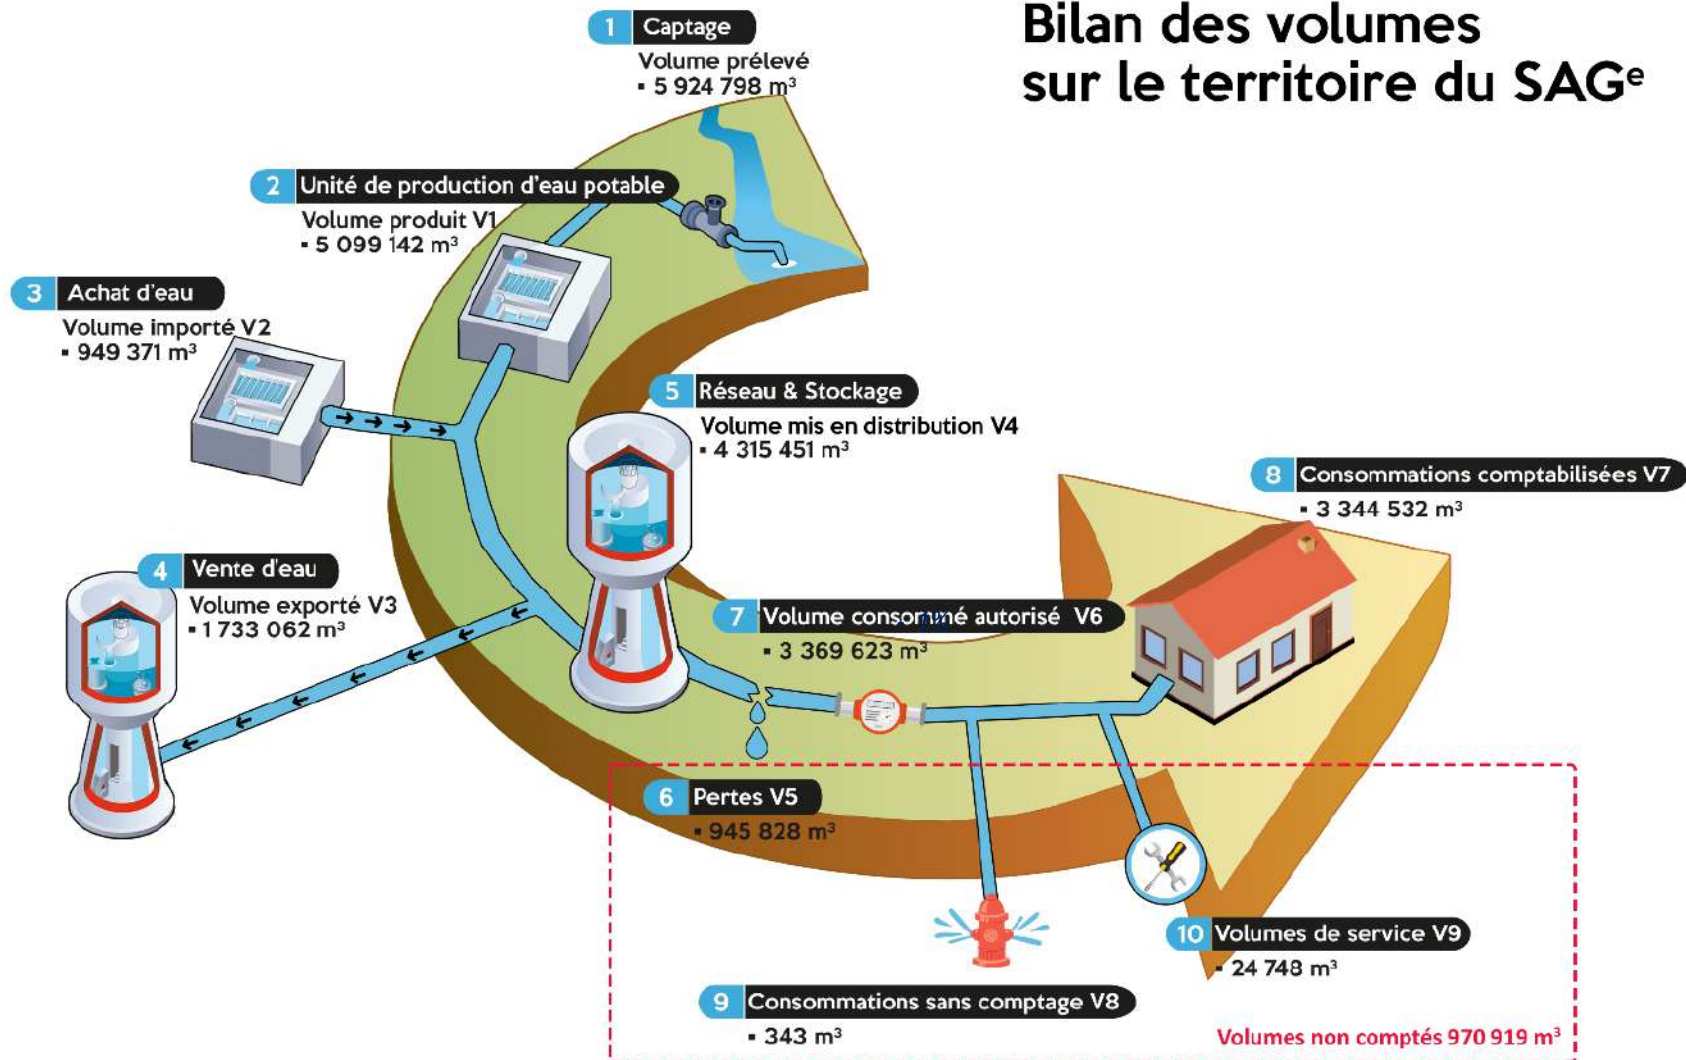 Bilan des volumes
sur le territoire du SAGe
1 Captage
Volume prélevé
▪ 5 924 798 m³
2 Unité de production d'eau potable
Volume produit V1
▪ 5 099 142 m³
3 Achat d'eau
Volume importé V2
▪ 949 371 m³
5 Réseau & Stockage
Volume mis en distribution V4
▪ 4 315 451 m³
8 Consommations comptabilisées V7
▪ 3 344 532 m³
4 Vente d'eau
Volume exporté V3
▪ 1 733 062 m³
7 Volume consommé autorisé V6
▪ 3 369 623 m³
6 Pertes V5
▪ 945 828 m³
10 Volumes de service V9
▪ 24 748 m³
9 Consommations sans comptage V8
▪ 343 m³
Volumes non comptés 970 919 m³